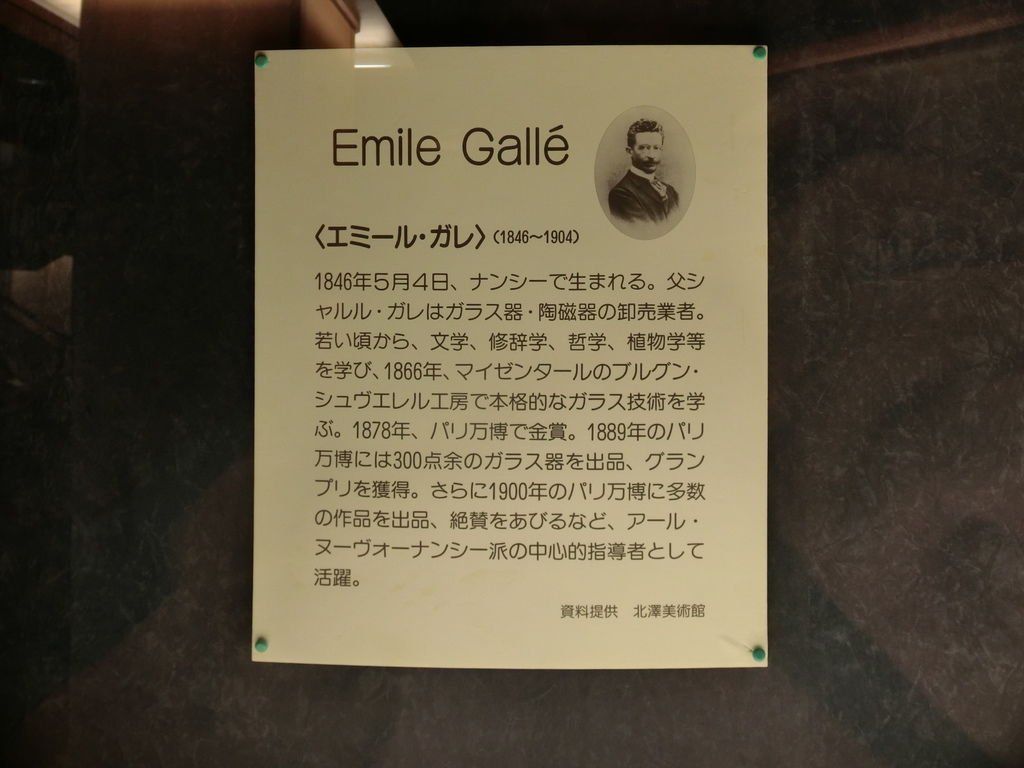 Emile Gallé
〈エミール・ガレ〉(1846～1904)
1846年5月4日、ナンシーで生まれる。父シ
ャルル・ガレはガラス器・陶磁器の卸売業者。
若い頃から、文学、修辞学、哲学、植物学等
を学び、1866年、マイゼンタールのブルグン・
シュヴエレル工房で本格的なガラス技術を学
ぶ。1878年、パリ万博で金賞。1889年のパリ
万博には300点余のガラス器を出品、グラン
プリを獲得。さらに1900年のパリ万博に多数
の作品を出品、絶賛をあびるなど、アール・
ヌーヴォーナンシー派の中心的指導者として
活躍。
資料提供　北澤美術館